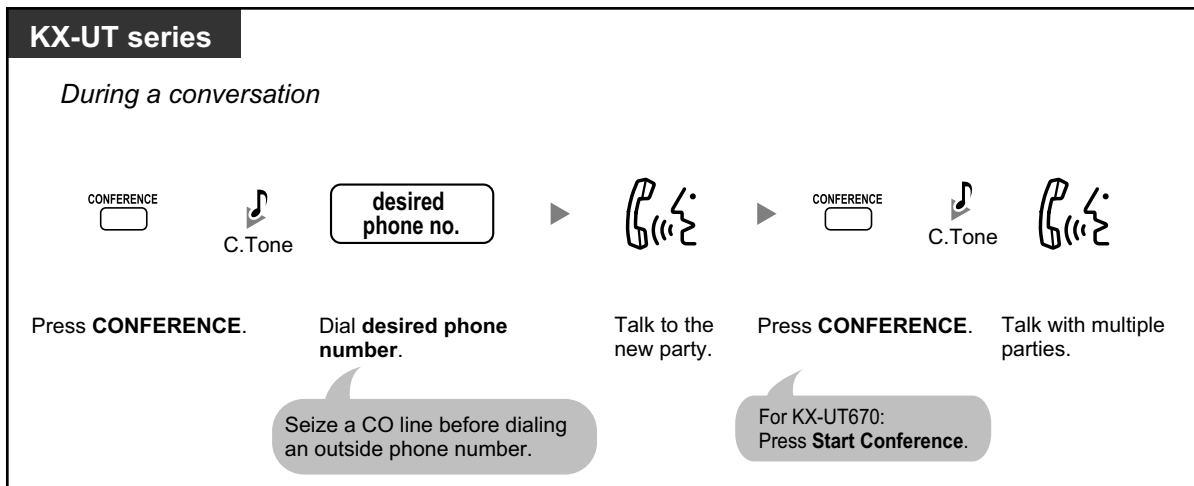 KX-UT series
During a conversation
CONFERENCE
C.Tone
desired
phone no.
CONFERENCE
C.Tone
Press CONFERENCE.
Dial desired phone
number.
Talk to the
new party.
Press CONFERENCE.
Talk with multiple
parties.
Seize a CO line before dialing
an outside phone number.
For KX-UT670:
Press Start Conference.